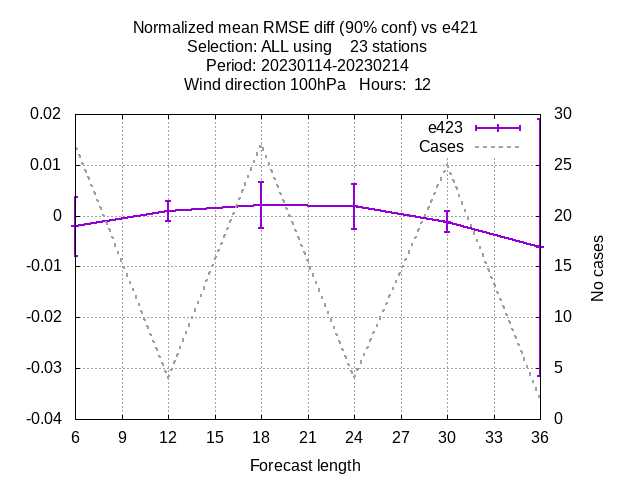 Normalized mean RMSE diff (90% conf) vs e421
Selection: ALL using    23 stations
Period: 20230114-20230214
Wind direction 100hPa   Hours:  12
e423
Cases
0.02
0.01
0
-0.01
-0.02
-0.03
-0.04
30
25
20
15
10
5
0
No cases
6 9 12 15 18 21 24 27 30 33 36
Forecast length